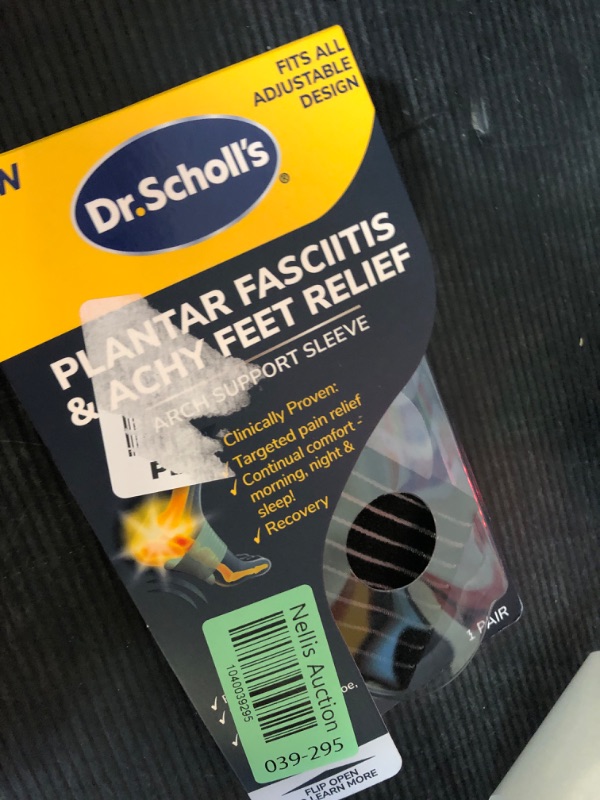 FITS ALL
ADJUSTABLE
DESIGN
N
Dr.Scholl's®
PLANTAR FASCIITIS
& ACHY FEET RELIEF
ARCH SUPPORT SLEEVE
Clinically Proven:
✓ Targeted pain relief
✓ Continual comfort -
morning, night &
sleep!
✓ Recovery
1 PAIR
Nellis Auction
1040039295
039-295
FLIP OPEN
LEARN MORE